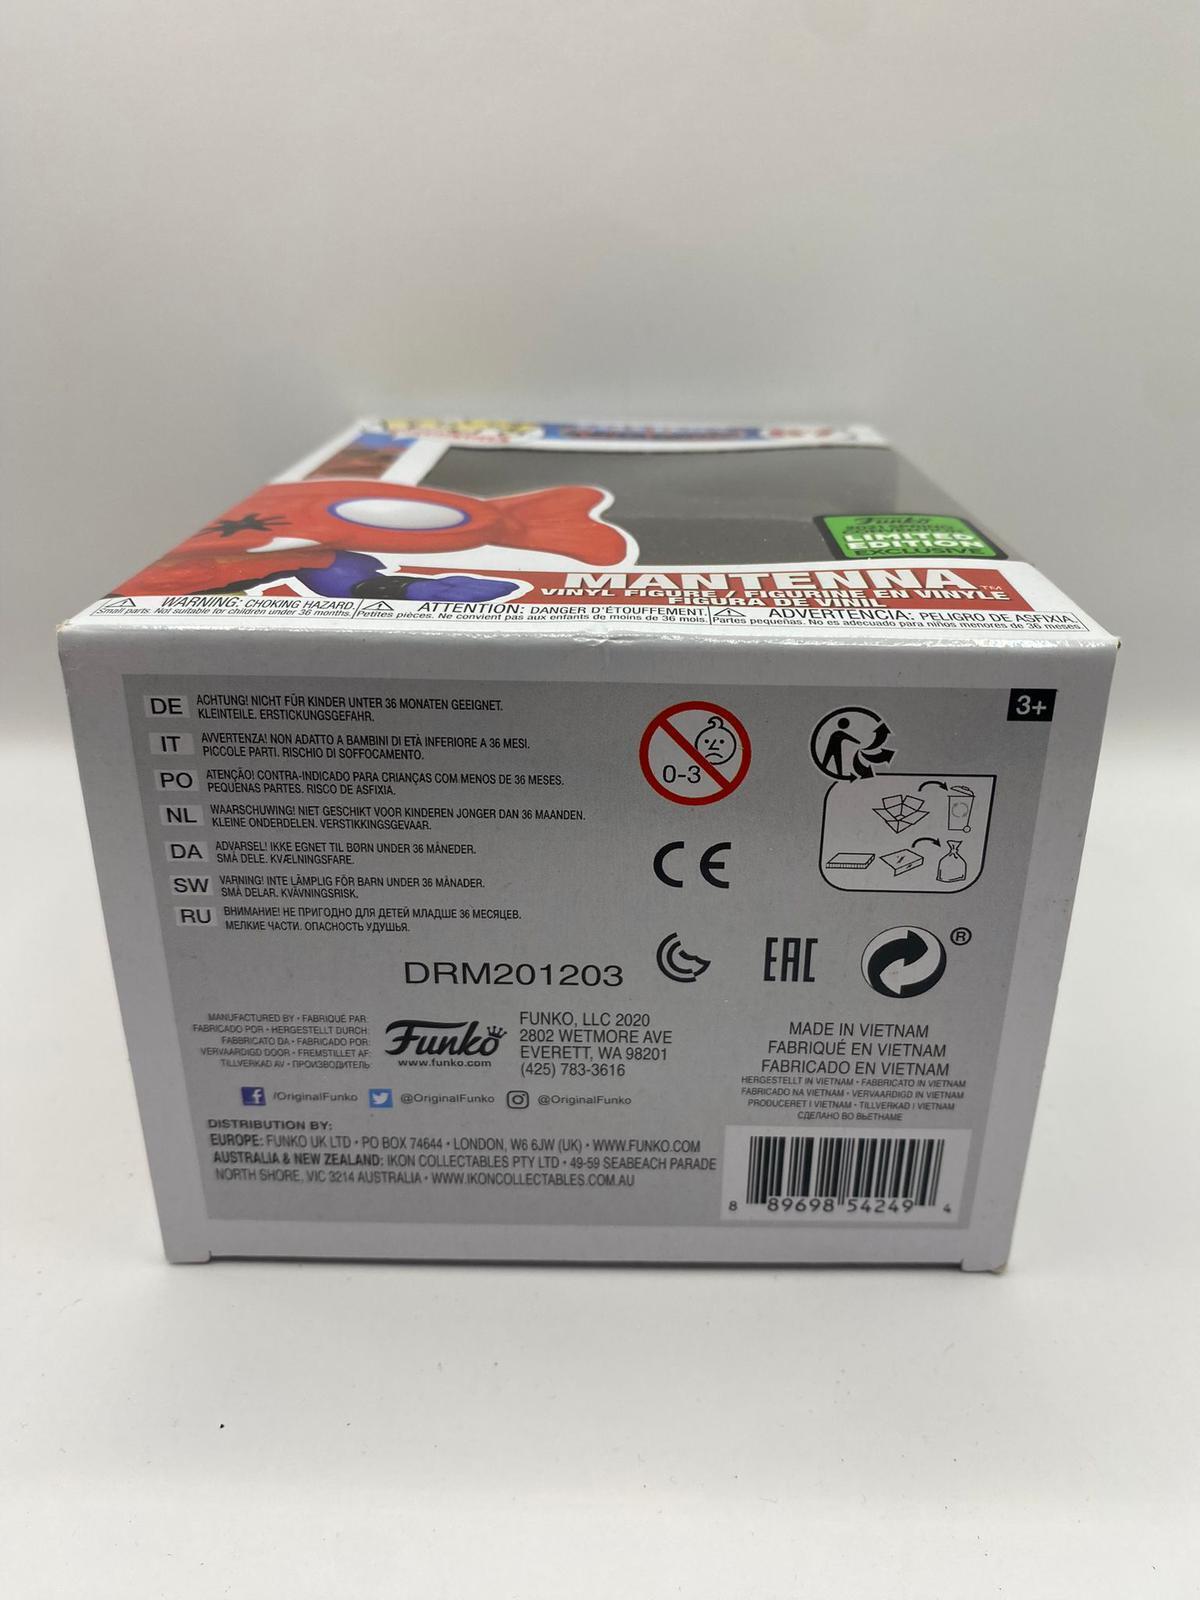 Funko
LIMITED
EDITION
EXCLUSIVE
MANTENNA™
VINYL FIGURE / FIGURINE EN VINYLE
FIGURA DE VINIL
WARNING: CHOKING HAZARD.
Small parts. Not suitable for children under 36 months.
ATTENTION: DANGER D'ÉTOUFFEMENT.
Petites pièces. Ne convient pas aux enfants de moins de 36 mois.
ADVERTENCIA: PELIGRO DE ASFIXIA.
Partes pequeñas. No es adecuado para niños menores de 36 meses.
3+
DE ACHTUNG! NICHT FÜR KINDER UNTER 36 MONATEN GEEIGNET.
KLEINTEILE. ERSTICKUNGSGEFAHR.
IT AVVERTENZA! NON ADATTO A BAMBINI DI ETÀ INFERIORE A 36 MESI.
PICCOLE PARTI. RISCHIO DI SOFFOCAMENTO.
PO ATENÇÃO! CONTRA-INDICADO PARA CRIANÇAS COM MENOS DE 36 MESES.
PEQUENAS PARTES. RISCO DE ASFIXIA.
NL WAARSCHUWING! NIET GESCHIKT VOOR KINDEREN JONGER DAN 36 MAANDEN.
KLEINE ONDERDELEN. VERSTIKKINGSGEVAAR.
DA ADVARSEL! IKKE EGNET TIL BØRN UNDER 36 MÅNEDER.
SMÅ DELE. KVÆLNINGSFARE.
SW VARNING! INTE LÄMPLIG FÖR BARN UNDER 36 MÅNADER.
SMÅ DELAR. KVÄVNINGSRISK.
RU ВНИМАНИЕ! НЕ ПРИГОДНО ДЛЯ ДЕТЕЙ МЛАДШЕ 36 МЕСЯЦЕВ.
МЕЛКИЕ ЧАСТИ. ОПАСНОСТЬ УДУШЬЯ.
0-3
CE
EAC
®
DRM201203
MANUFACTURED BY • FABRIQUÉ PAR:
FABRICADO POR • HERGESTELLT DURCH:
FABBRICATO DA • FABRICADO POR:
VERVAARDIGD DOOR • FREMSTILLET AF:
TILLVERKAD AV • ПРОИЗВОДИТЕЛЬ:
Funko
www.funko.com
FUNKO, LLC 2020
2802 WETMORE AVE
EVERETT, WA 98201
(425) 783-3616
/OriginalFunko @OriginalFunko @OriginalFunko
DISTRIBUTION BY:
EUROPE: FUNKO UK LTD • PO BOX 74644 • LONDON, W6 6JW (UK) • WWW.FUNKO.COM
AUSTRALIA & NEW ZEALAND: IKON COLLECTABLES PTY LTD • 49-59 SEABEACH PARADE
NORTH SHORE, VIC 3214 AUSTRALIA • WWW.IKONCOLLECTABLES.COM.AU
MADE IN VIETNAM
FABRIQUÉ EN VIETNAM
FABRICADO EN VIETNAM
HERGESTELLT IN VIETNAM • FABBRICATO IN VIETNAM
FABRICADO NA VIETNAM • VERVAARDIGD IN VIETNAM
PRODUCERET I VIETNAM • TILLVERKAD I VIETNAM
СДЕЛАНО ВО ВЬЕТНАМЕ
8 89698 54249 4